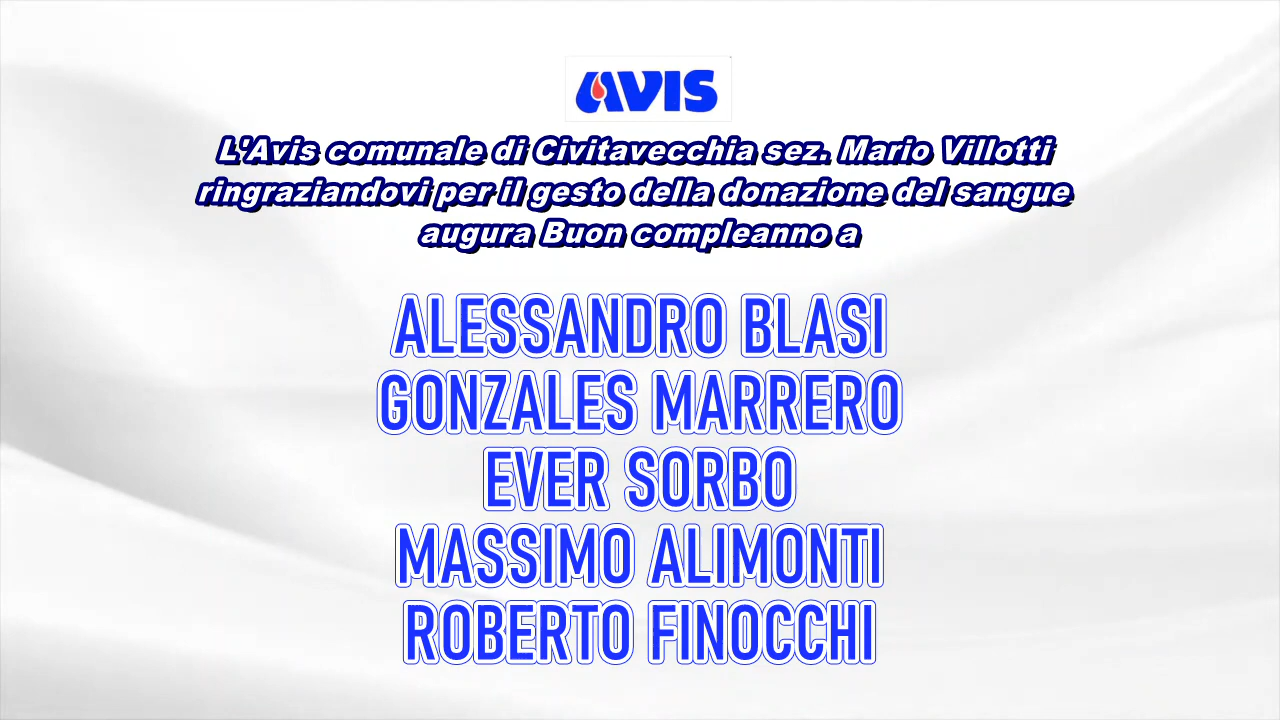 AVIS
L'Avis comunale di Civitavecchia sez. Mario Villotti
ringraziandovi per il gesto della donazione del sangue
augura Buon compleanno a
ALESSANDRO BLASI
GONZALES MARRERO
EVER SORBO
MASSIMO ALIMONTI
ROBERTO FINOCCHI